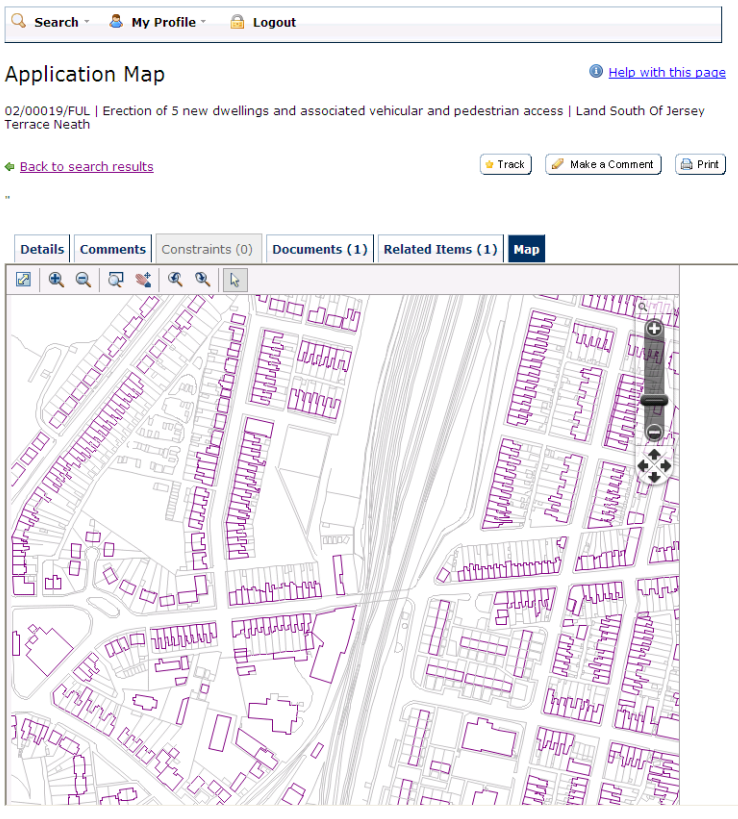 Search My Profile Logout
Application Map
Help with this page
02/00019/FUL | Erection of 5 new dwellings and associated vehicular and pedestrian access | Land South Of Jersey
Terrace Neath
Back to search results
Track Make a Comment Print
"
Details Comments Constraints (0) Documents (1) Related Items (1) Map